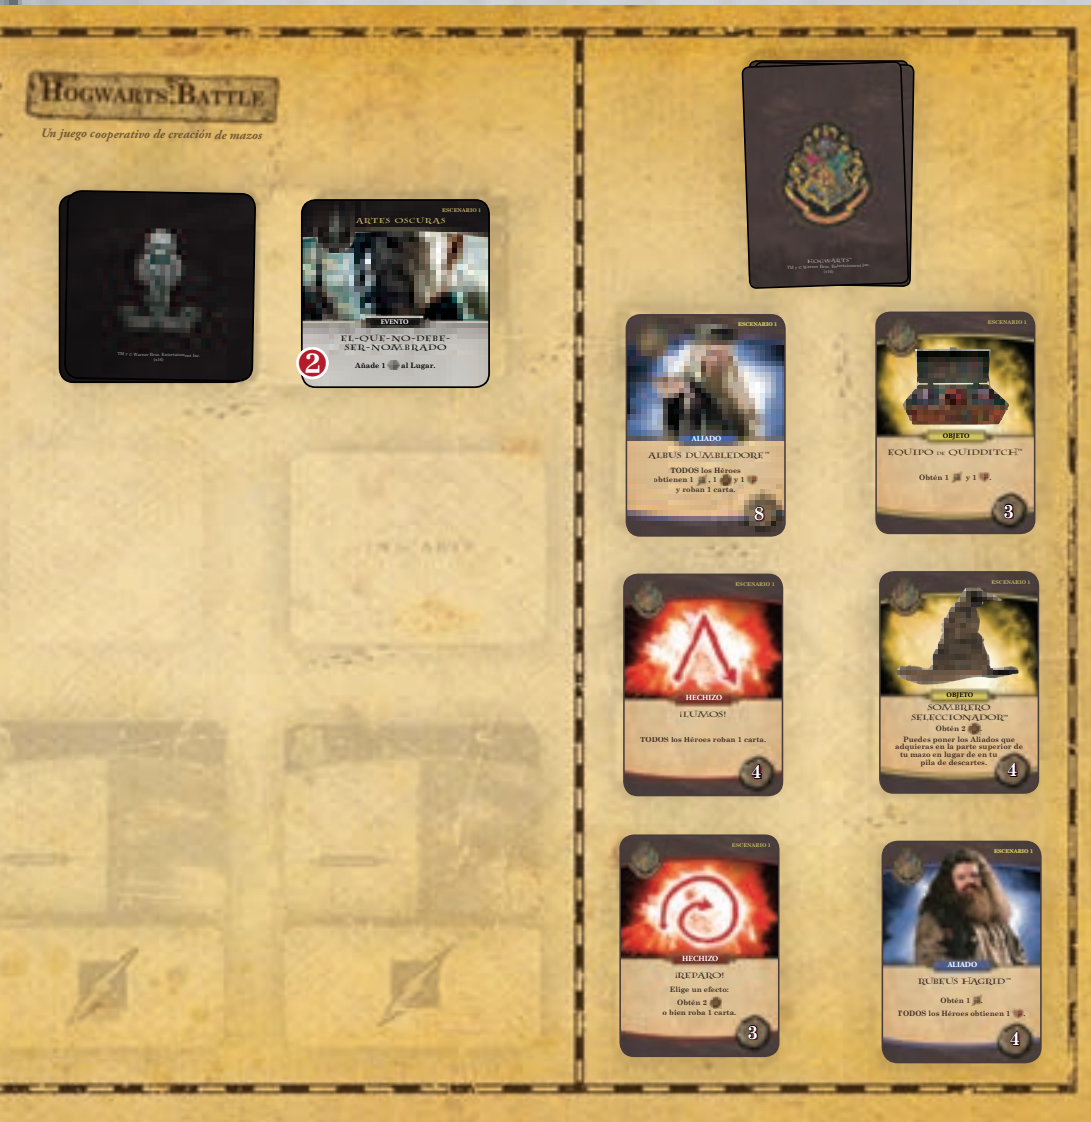 HOGWARTS BATTLE
Un juego cooperativo de creación de mazos
ESCENARIO 1
ARTES OSCURAS
EVENTO
EL-QUE-NO-DEBE-
SER-NOMBRADO
Añade 1 al Lugar.
2
HOGWARTS™
ESCENARIO 1
ALIADO
ALBUS DUMBLEDORE™
TODOS los Héroes
obtienen 1 , 1 y 1
y roban 1 carta.
8
ESCENARIO 1
OBJETO
EQUIPO DE QUIDDITCH™
Obtén 1 y 1 .
3
ESCENARIO 1
HECHIZO
¡LUMOS!
TODOS los Héroes roban 1 carta.
4
ESCENARIO 1
OBJETO
SOMBRERO
SELECCIONADOR™
Obtén 2 .
Puedes poner los Aliados que
adquieras en la parte superior de
tu mazo en lugar de en tu
pila de descartes.
4
ESCENARIO 1
HECHIZO
¡REPARO!
Elige un efecto:
Obtén 2
o bien roba 1 carta.
3
ESCENARIO 1
ALIADO
RUBEUS HAGRID™
Obtén 1 .
TODOS los Héroes obtienen 1 .
4